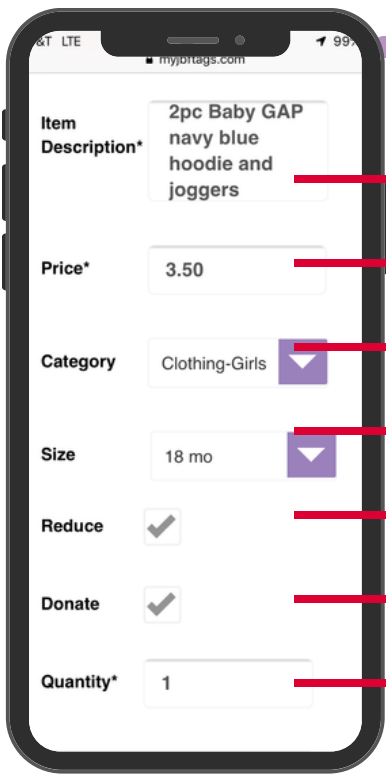 &T LTE 99%
myjbftags.com
Item
Description*
2pc Baby GAP
navy blue
hoodie and
joggers
Price*
3.50
Category
Clothing-Girls
Size
18 mo
Reduce
Donate
Quantity*
1